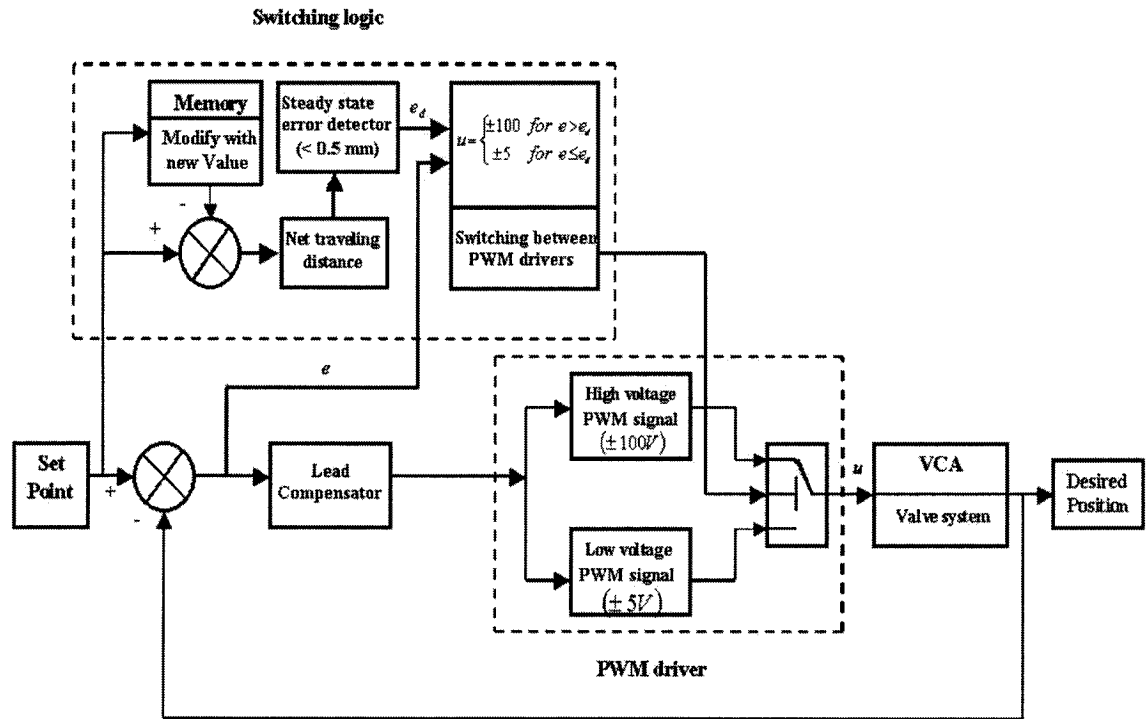 Switching logic
Memory
Modify with
new Value
Steady state
error detector
(< 0.5 mm)
e_d
u = { ±100 for e>e_d
±5 for e≤e_d
Switching between
PWM drivers
-
+
Net traveling
distance
e
High voltage
PWM signal
(±100V)
Set
Point
+
-
Lead
Compensator
u
VCA
Valve system
Desired
Position
Low voltage
PWM signal
(± 5V)
PWM driver